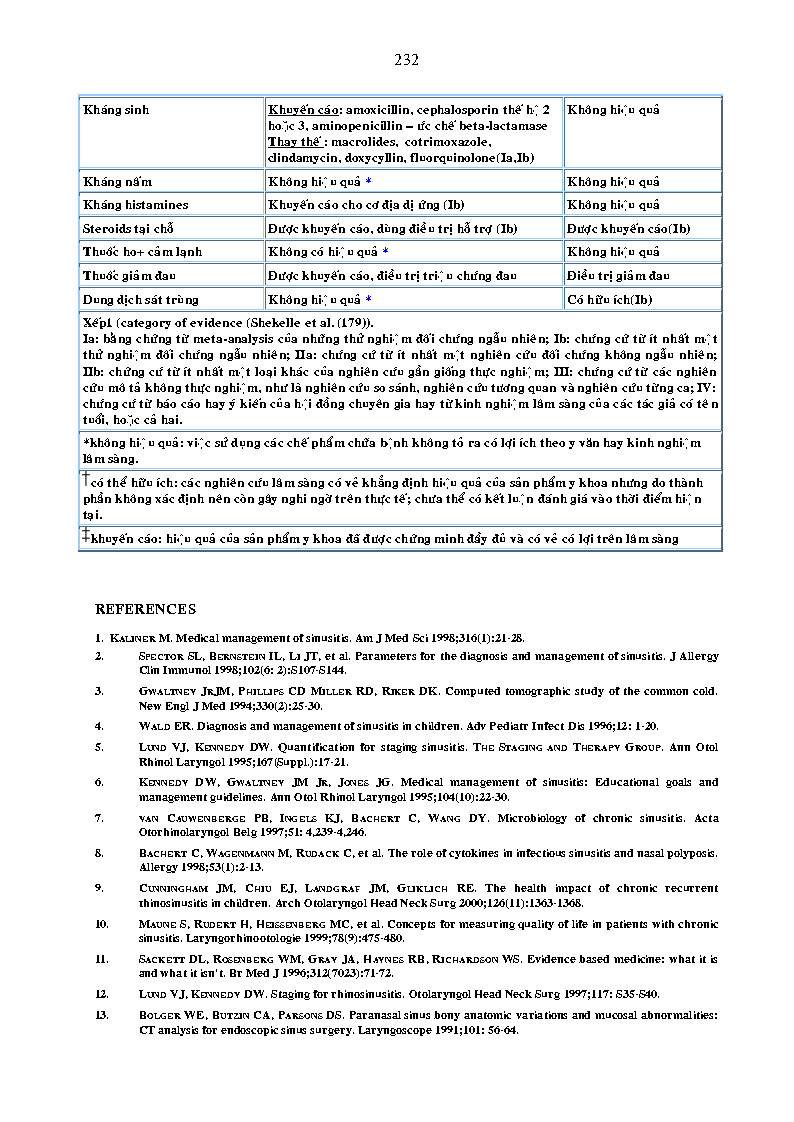 232
Kháng sinh
Khuyến cáo: amoxicillin, cephalosporin thế hệ 2
hoặc 3, aminopenicillin – ức chế beta-lactamase
Thay thế : macrolides, cotrimoxazole,
clindamycin, doxycyllin, fluorquinolone(Ia,Ib)
Không hiệu quả
Kháng nấm
Không hiệu quả *
Không hiệu quả
Kháng histamines
Khuyến cáo cho cơ địa dị ứng (Ib)
Không hiệu quả
Steroids tại chỗ
Được khuyến cáo, dùng điều trị hỗ trợ (Ib)
Được khuyến cáo(Ib)
Thuốc ho+ cảm lạnh
Không có hiệu quả *
Không hiệu quả
Thuốc giảm đau
Được khuyến cáo, điều trị triệu chứng đau
Điều trị giảm đau
Dung dịch sát trùng
Không hiệu quả *
Có hữu ích(Ib)
Xếp1 (category of evidence (Shekelle et al. (179)).
Ia: bằng chứng từ meta-analysis của những thử nghiệm đối chứng ngẫu nhiên; Ib: chứng cứ từ ít nhất một
thử nghiệm đối chứng ngẫu nhiên; IIa: chứng cứ từ ít nhất một nghiên cứu đối chứng không ngẫu nhiên;
IIb: chứng cứ từ ít nhất một loại khác của nghiên cứu gần giống thực nghiệm; III: chứng cứ từ các nghiên
cứu mô tả không thực nghiệm, như là nghiên cứu so sánh, nghiên cứu tương quan và nghiên cứu từng ca; IV:
chứng cứ từ báo cáo hay ý kiến của hội đồng chuyên gia hay từ kinh nghiệm lâm sàng của các tác giả có tên
tuổi, hoặc cả hai.
*không hiệu quả: việc sử dụng các chế phẩm chữa bệnh không tỏ ra có lợi ích theo y văn hay kinh nghiệm
lâm sàng.
†có thể hữu ích: các nghiên cứu lâm sàng có vẻ khẳng định hiệu quả của sản phẩm y khoa nhưng do thành
phần không xác định nên còn gây nghi ngờ trên thực tế; chưa thể có kết luận đánh giá vào thời điểm hiện
tại.
‡khuyến cáo: hiệu quả của sản phẩm y khoa đã được chứng minh đầy đủ và có vẻ có lợi trên lâm sàng
REFERENCES
1. KALINER M. Medical management of sinusitis. Am J Med Sci 1998;316(1):21-28.
2. SPECTOR SL, BERNSTEIN IL, LI JT, et al. Parameters for the diagnosis and management of sinusitis. J Allergy
Clin Immunol 1998;102(6: 2):S107-S144.
3. GWALTNEY JRJM, PHILLIPS CD MILLER RD, RIKER DK. Computed tomographic study of the common cold.
New Engl J Med 1994;330(2):25-30.
4. WALD ER. Diagnosis and management of sinusitis in children. Adv Pediatr Infect Dis 1996;12: 1-20.
5. LUND VJ, KENNEDY DW. Quantification for staging sinusitis. THE STAGING AND THERAPY GROUP. Ann Otol
Rhinol Laryngol 1995;167(Suppl.):17-21.
6. KENNEDY DW, GWALTNEY JM JR, JONES JG. Medical management of sinusitis: Educational goals and
management guidelines. Ann Otol Rhinol Laryngol 1995;104(10):22-30.
7. VAN CAUWENBERGE PB, INGELS KJ, BACHERT C, WANG DY. Microbiology of chronic sinusitis. Acta
Otorhinolaryngol Belg 1997;51: 4,239-4,246.
8. BACHERT C, WAGENMANN M, RUDACK C, et al. The role of cytokines in infectious sinusitis and nasal polyposis.
Allergy 1998;53(1):2-13.
9. CUNNINGHAM JM, CHIU EJ, LANDGRAF JM, GLIKLICH RE. The health impact of chronic recurrent
rhinosinusitis in children. Arch Otolaryngol Head Neck Surg 2000;126(11):1363-1368.
10. MAUNE S, RUDERT H, HEISSENBERG MC, et al. Concepts for measuring quality of life in patients with chronic
sinusitis. Laryngorhinootologie 1999;78(9):475-480.
11. SACKETT DL, ROSENBERG WM, GRAY JA, HAYNES RB, RICHARDSON WS. Evidence based medicine: what it is
and what it isn't. Br Med J 1996;312(7023):71-72.
12. LUND VJ, KENNEDY DW. Staging for rhinosinusitis. Otolaryngol Head Neck Surg 1997;117: S35-S40.
13. BOLGER WE, BUTZIN CA, PARSONS DS. Paranasal sinus bony anatomic variations and mucosal abnormalities:
CT analysis for endoscopic sinus surgery. Laryngoscope 1991;101: 56-64.